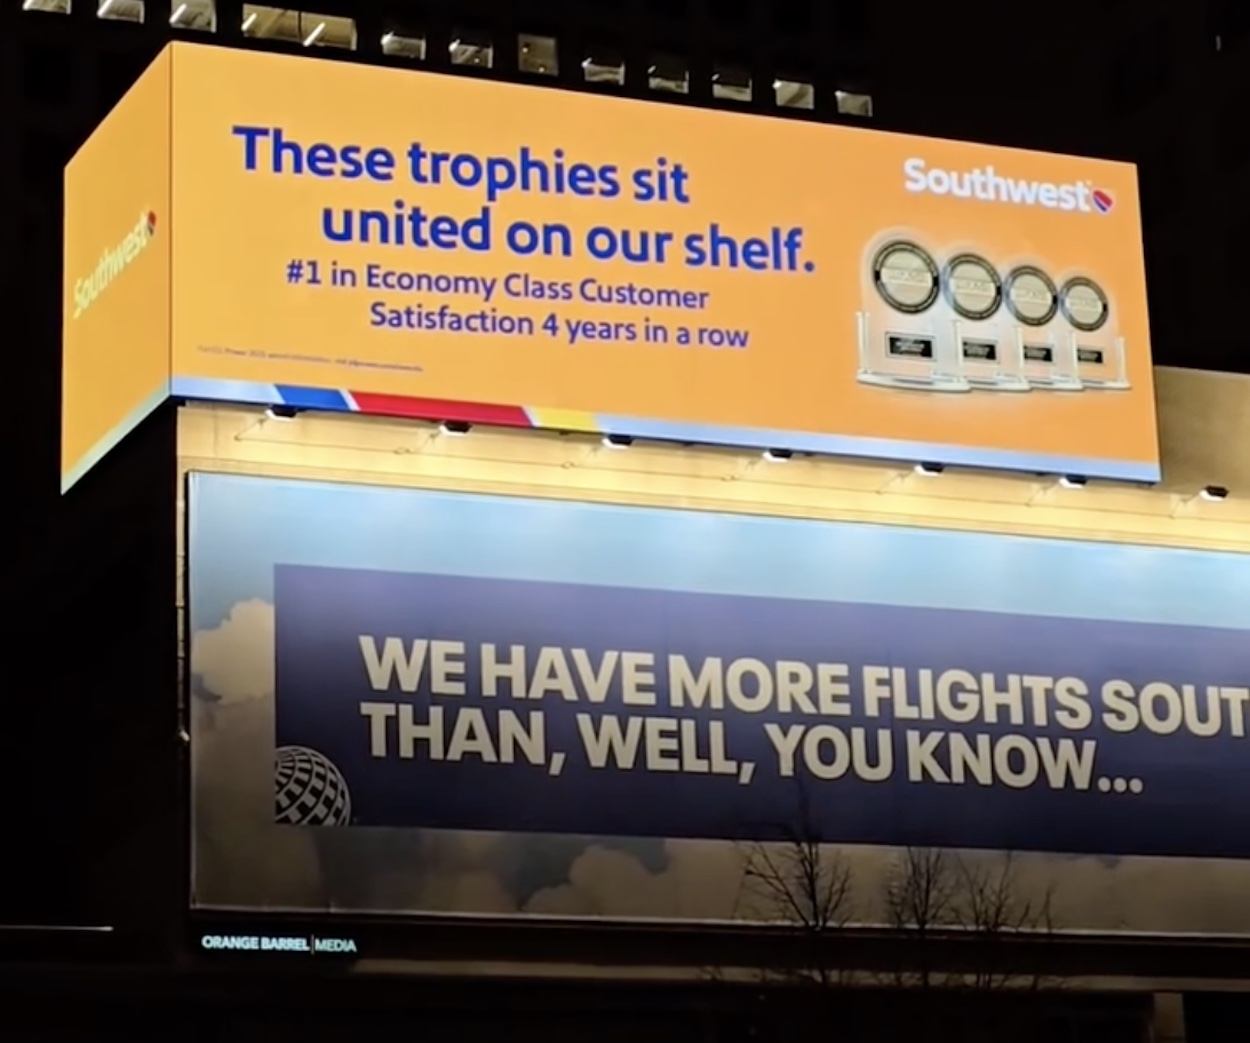 These trophies sit
united on our shelf.
#1 in Economy Class Customer
Satisfaction 4 years in a row
Southwest
Southwest
WE HAVE MORE FLIGHTS SOUT
THAN, WELL, YOU KNOW...
ORANGE BARREL MEDIA